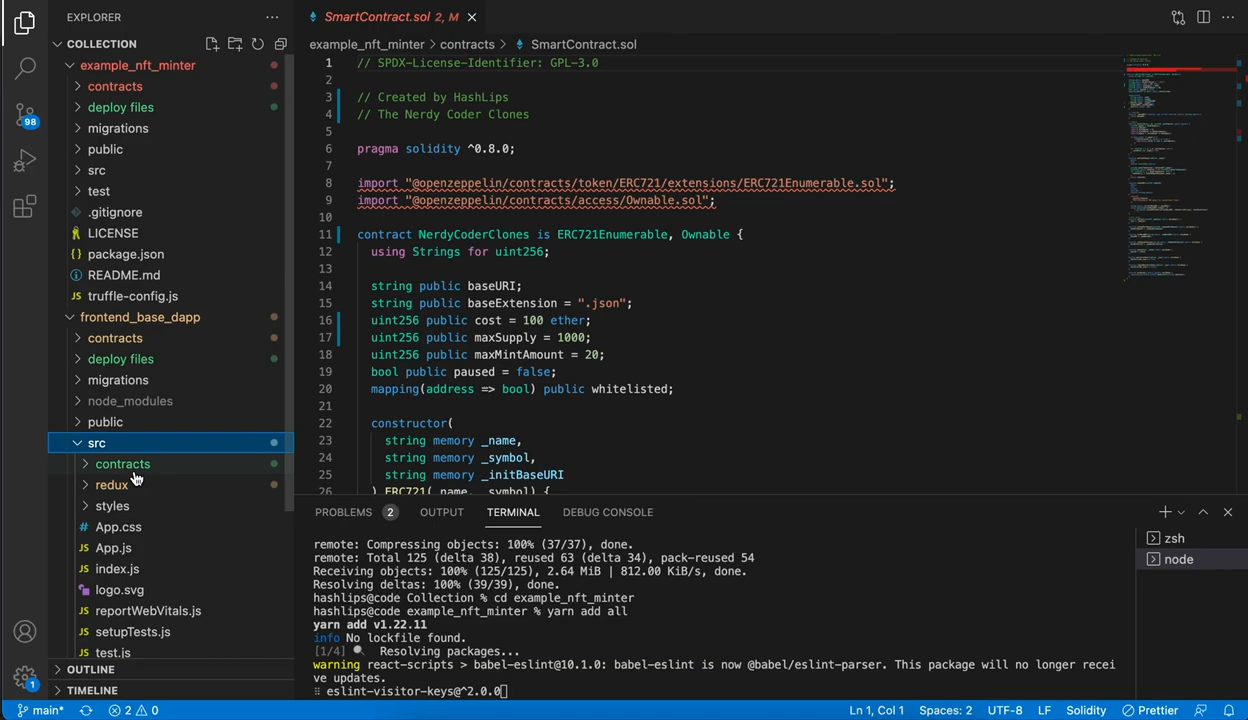 EXPLORER
COLLECTION
example_nft_minter
contracts
deploy files
migrations
public
src
test
.gitignore
LICENSE
package.json
README.md
truffle-config.js
frontend_base_dapp
contracts
deploy files
migrations
node_modules
public
src
contracts
redux
styles
App.css
App.js
index.js
logo.svg
reportWebVitals.js
setupTests.js
test.js
OUTLINE
TIMELINE
98
1
SmartContract.sol 2, M
example_nft_minter > contracts > SmartContract.sol
1 // SPDX-License-Identifier: GPL-3.0
2
3 // Created by HashLips
4 // The Nerdy Coder Clones
5
6 pragma solidity ^0.8.0;
7
8 import "@openzeppelin/contracts/token/ERC721/extensions/ERC721Enumerable.sol";
9 import "@openzeppelin/contracts/access/Ownable.sol";
10
11 contract NerdyCoderClones is ERC721Enumerable, Ownable {
12 using Strings for uint256;
13
14 string public baseURI;
15 string public baseExtension = ".json";
16 uint256 public cost = 100 ether;
17 uint256 public maxSupply = 1000;
18 uint256 public maxMintAmount = 20;
19 bool public paused = false;
20 mapping(address => bool) public whitelisted;
21
22 constructor(
23 string memory _name,
24 string memory _symbol,
25 string memory _initBaseURI
26 ) ERC721(_name, _symbol) {
PROBLEMS 2 OUTPUT TERMINAL DEBUG CONSOLE
remote: Compressing objects: 100% (37/37), done.
remote: Total 125 (delta 38), reused 63 (delta 34), pack-reused 54
Receiving objects: 100% (125/125), 2.64 MiB | 812.00 KiB/s, done.
Resolving deltas: 100% (39/39), done.
hashlips@code Collection % cd example_nft_minter
hashlips@code example_nft_minter % yarn add all
yarn add v1.22.11
info No lockfile found.
[1/4] Resolving packages...
warning react-scripts > babel-eslint@10.1.0: babel-eslint is now @babel/eslint-parser. This package will no longer recei
ve updates.
eslint-visitor-keys@^2.0.0
zsh
node
main* 2 0 Ln 1, Col 1 Spaces: 2 UTF-8 LF Solidity Prettier